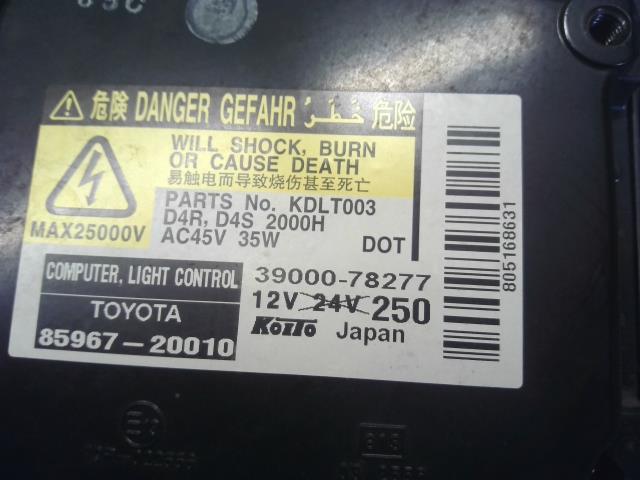 危険 DANGER GEFAHR خَطَرٌ 危险
WILL SHOCK, BURN
OR CAUSE DEATH
易触电而导致烧伤甚至死亡
MAX25000V
PARTS No. KDLT003
D4R, D4S 2000H
AC45V 35W DOT
805168631
COMPUTER, LIGHT CONTROL
TOYOTA
85967-20010
39000-78277
12V 24V 250
KOITO Japan